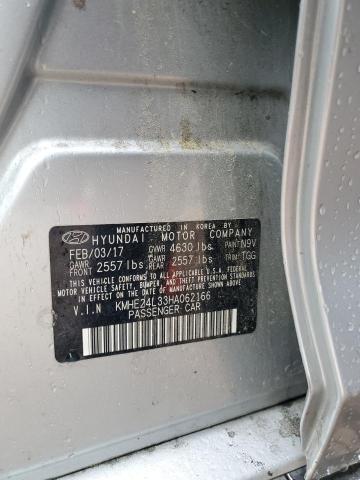 MANUFACTURED IN KOREA BY
HYUNDAI MOTOR COMPANY
FEB/03/17 GVWR 4630 lbs. PAINT: N9V
GAWR FRONT 2557 lbs. GAWR REAR 2557 lbs. TRIM: TGG
THIS VEHICLE CONFORMS TO ALL APPLICABLE FEDERAL
MOTOR VEHICLE SAFETY, BUMPER, AND THEFT PREVENTION STANDARDS
IN EFFECT ON THE DATE OF MANUFACTURE SHOWN ABOVE.
V.I.N KMHE24L33HA062166
PASSENGER CAR